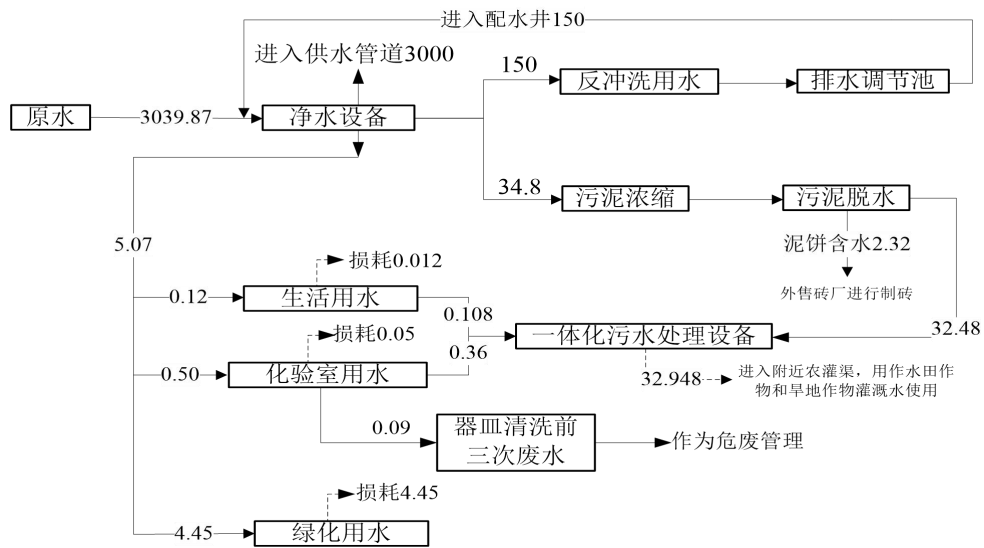 进入配水井150
进入供水管道3000
150
反冲洗用水
排水调节池
原水
3039.87
净水设备
34.8
污泥浓缩
污泥脱水
5.07
泥饼含水2.32
损耗0.012
外售砖厂进行制砖
0.12
生活用水
0.108
损耗0.05
一体化污水处理设备
32.48
0.36
0.50
化验室用水
32.948
进入附近农灌渠，用作水田作
物和旱地作物灌溉水使用
0.09
器皿清洗前
三次废水
作为危废管理
损耗4.45
4.45
绿化用水